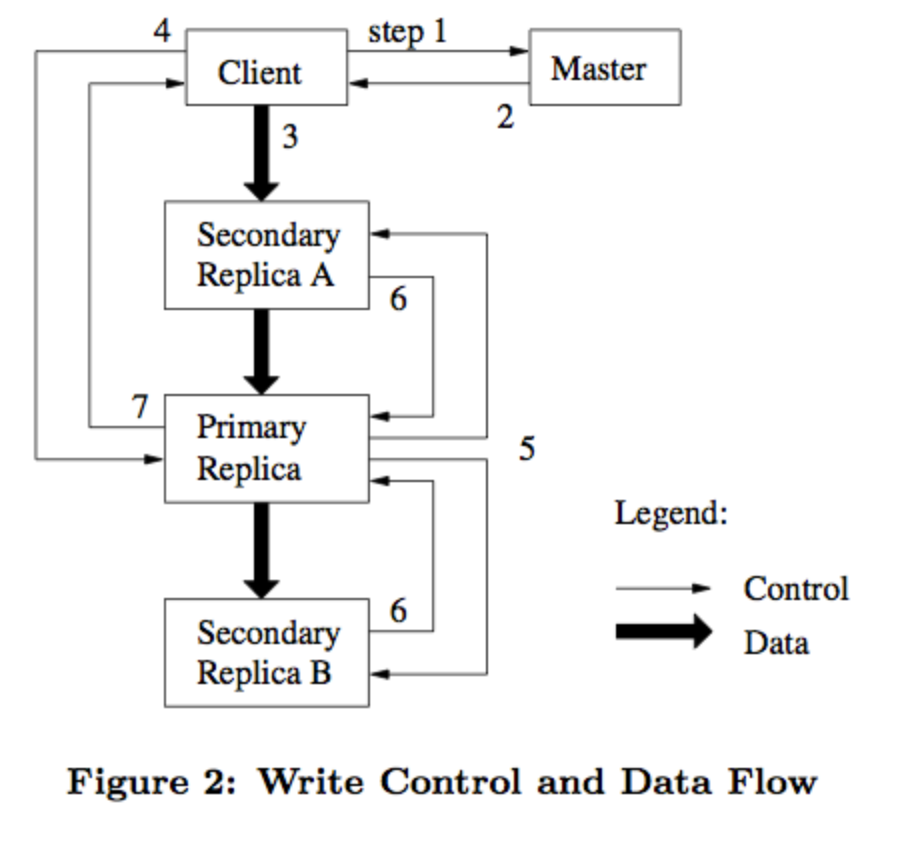 4
step 1
Client
Master
2
3
Secondary
Replica A
6
7
Primary
Replica
5
Legend:
Control
Data
6
Secondary
Replica B
Figure 2: Write Control and Data Flow